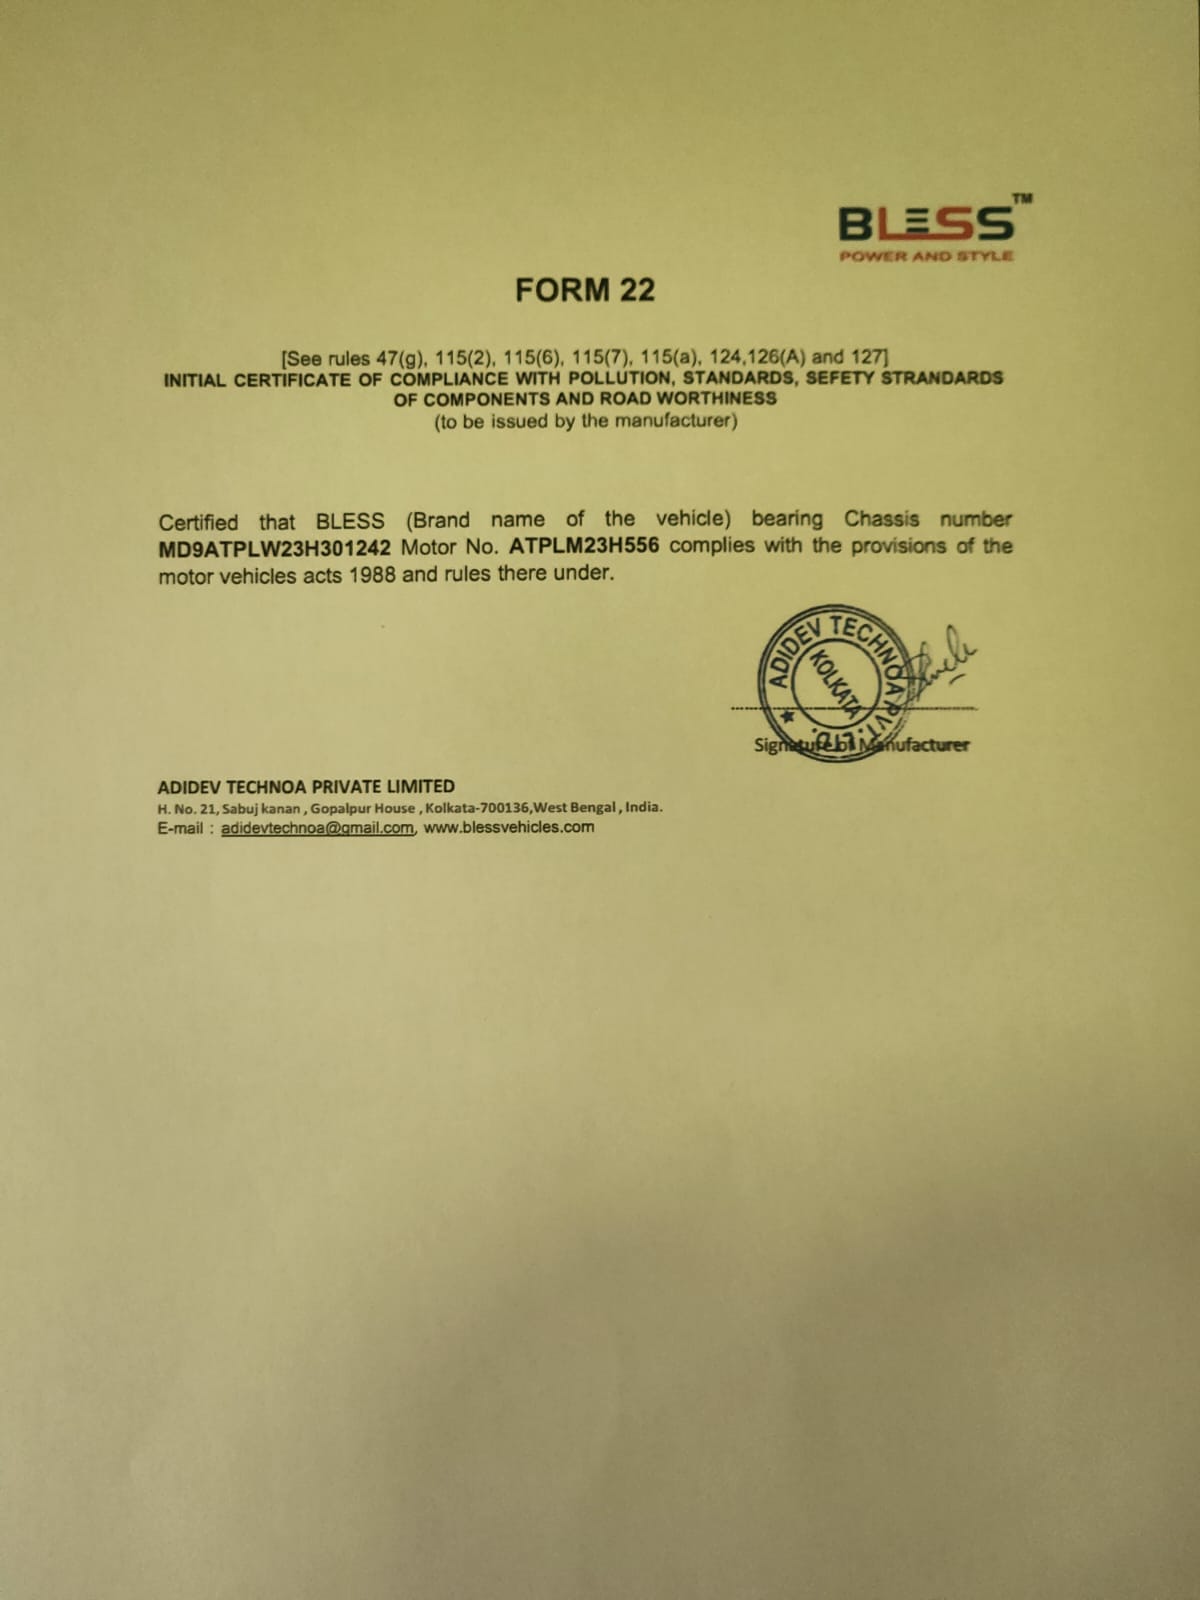 BLESS™
POWER AND STYLE
FORM 22
[See rules 47(g), 115(2), 115(6), 115(7), 115(a), 124,126(A) and 127]
INITIAL CERTIFICATE OF COMPLIANCE WITH POLLUTION, STANDARDS, SEFETY STRANDARDS
OF COMPONENTS AND ROAD WORTHINESS
(to be issued by the manufacturer)
Certified that BLESS (Brand name of the vehicle) bearing Chassis number
MD9ATPLW23H301242 Motor No. ATPLM23H556 complies with the provisions of the
motor vehicles acts 1988 and rules there under.
ADIDEV TECHNOA PVT. LTD.
KOLKATA
Signature of Manufacturer
ADIDEV TECHNOA PRIVATE LIMITED
H. No. 21, Sabuj kanan , Gopalpur House , Kolkata-700136,West Bengal , India.
E-mail : adidevtechnoa@gmail.com, www.blessvehicles.com